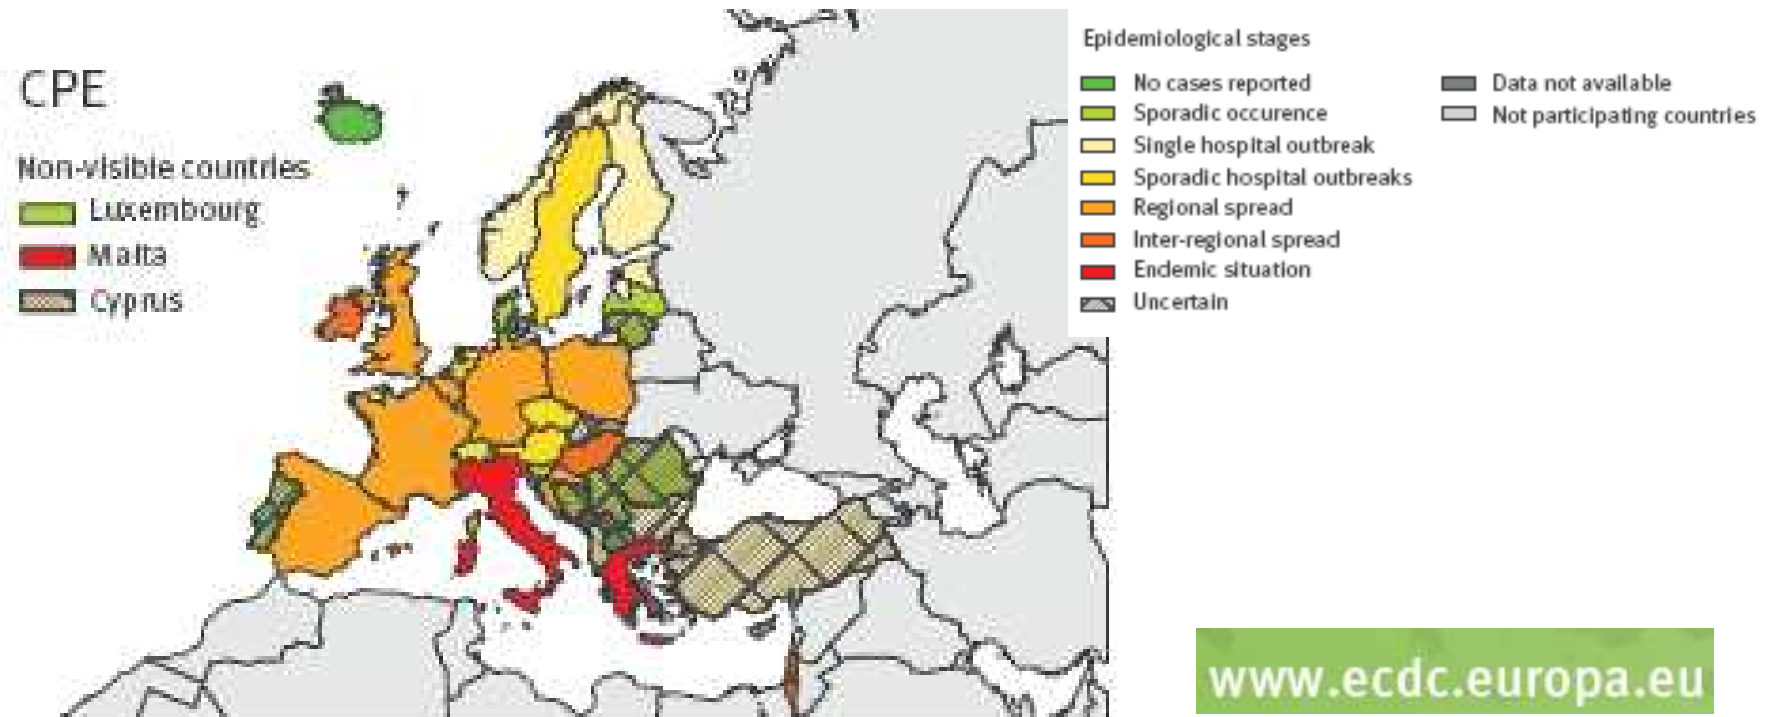 CPE
Non-visible countries
Luxembourg
Malta
Cyprus
Epidemiological stages
No cases reported
Sporadic occurence
Single hospital outbreak
Sporadic hospital outbreaks
Regional spread
Inter-regional spread
Endemic situation
Uncertain
Data not available
Not participating countries
www.ecdc.europa.eu